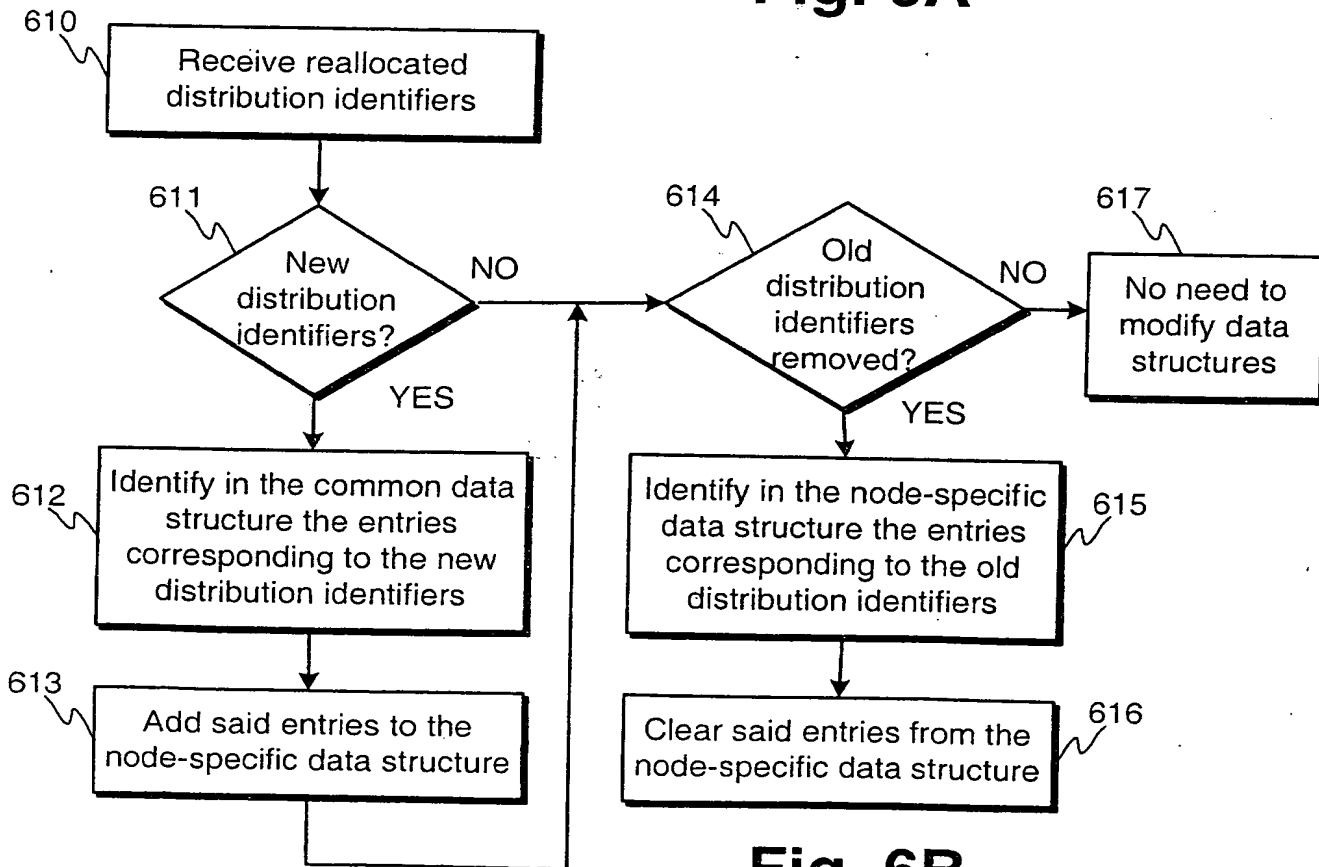 Fig. 6A
610
Receive reallocated
distribution identifiers
611
New
distribution
identifiers?
NO
YES
614
Old
distribution
identifiers
removed?
NO
YES
617
No need to
modify data
structures
612
Identify in the common data
structure the entries
corresponding to the new
distribution identifiers
615
Identify in the node-specific
data structure the entries
corresponding to the old
distribution identifiers
613
Add said entries to the
node-specific data structure
616
Clear said entries from the
node-specific data structure
Fig. 6B